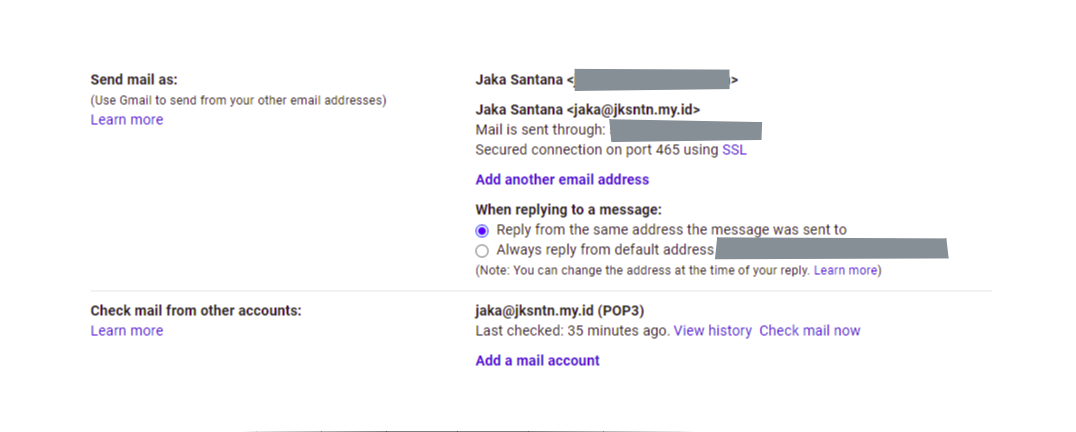 Send mail as:
(Use Gmail to send from your other email addresses)
Learn more
Jaka Santana < >
Jaka Santana <jaka@jksntn.my.id>
Mail is sent through:
Secured connection on port 465 using SSL
Add another email address
When replying to a message:
Reply from the same address the message was sent to
Always reply from default address
(Note: You can change the address at the time of your reply. Learn more)
Check mail from other accounts:
Learn more
jaka@jksntn.my.id (POP3)
Last checked: 35 minutes ago. View history Check mail now
Add a mail account